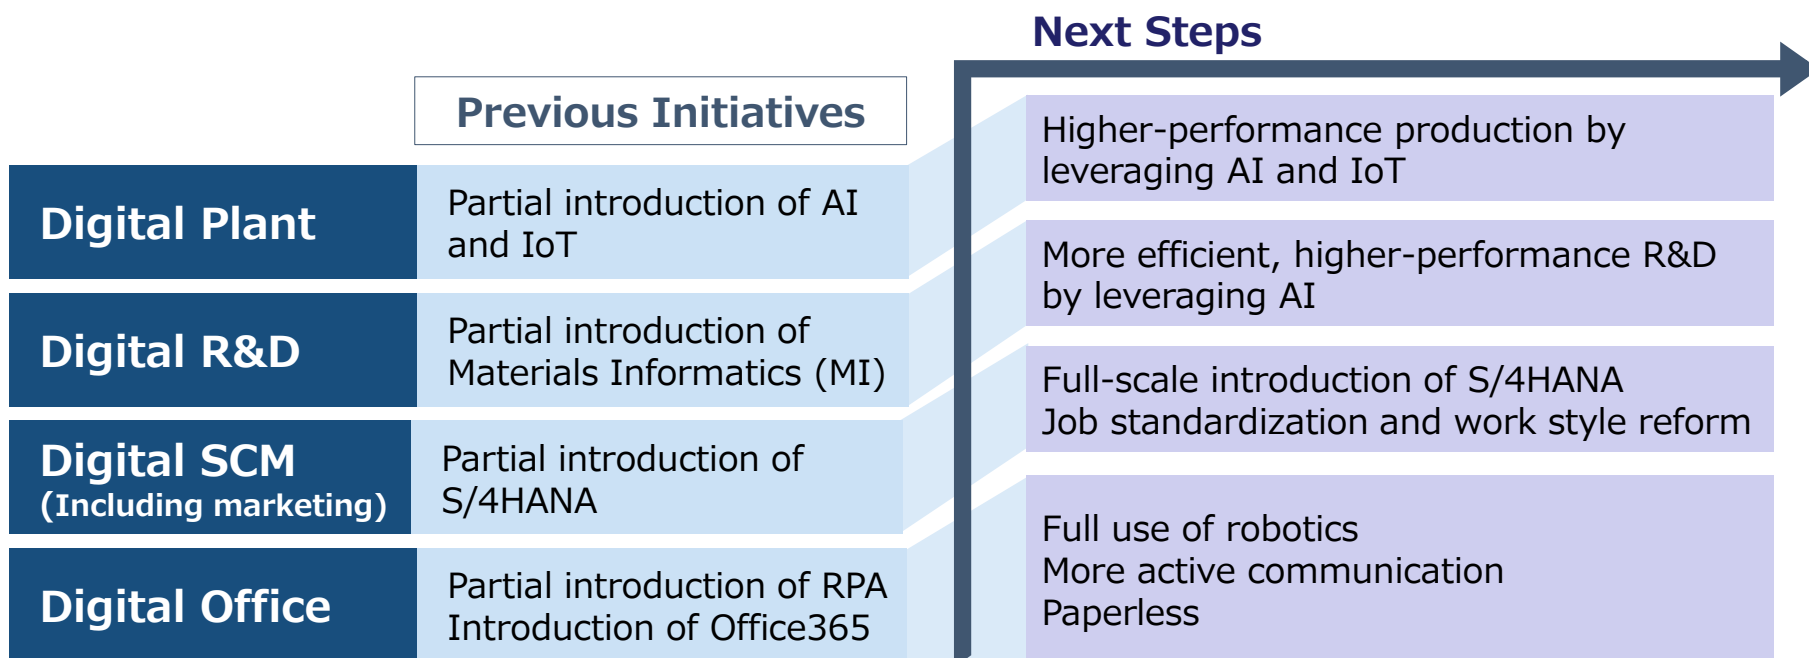 Next Steps
Previous Initiatives
Digital Plant
Partial introduction of AI
and IoT
Higher-performance production by
leveraging AI and IoT
Digital R&D
Partial introduction of
Materials Informatics (MI)
More efficient, higher-performance R&D
by leveraging AI
Digital SCM
(Including marketing)
Partial introduction of
S/4HANA
Full-scale introduction of S/4HANA
Job standardization and work style reform
Digital Office
Partial introduction of RPA
Introduction of Office365
Full use of robotics
More active communication
Paperless